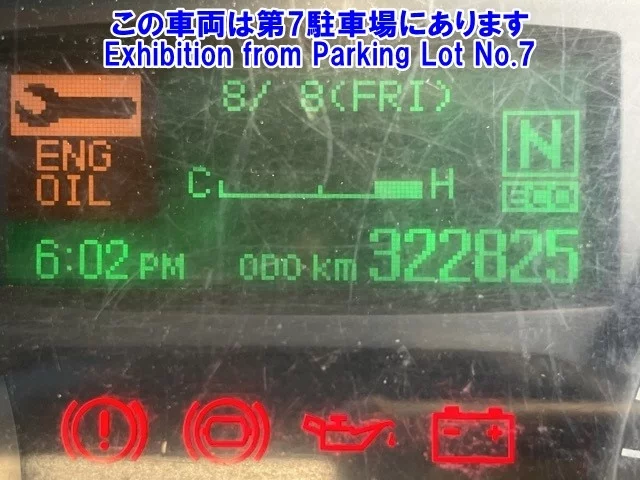 この車両は第7駐車場にあります
Exhibition from Parking Lot No.7
8/ 8(FRI)
N
ENG
OIL
C H
ECO
6:02 PM ODO km 322825